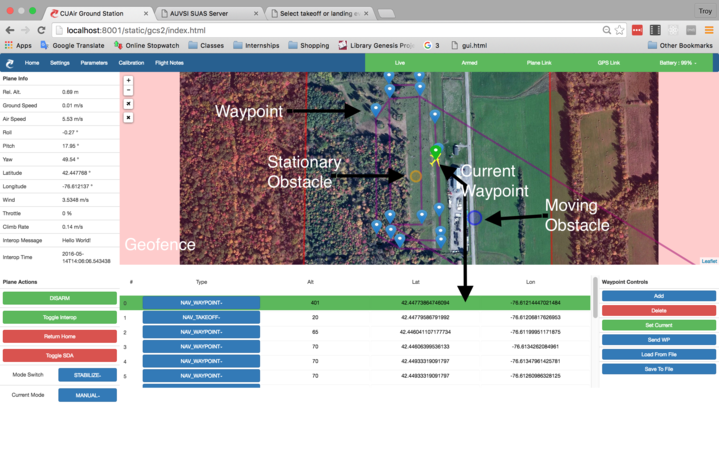 Troy
CUAir Ground Station
AUVSI SUAS Server
Select takeoff or landing
localhost:8001/static/gcs2/index.html
Apps
Google Translate
Online Stopwatch
Classes
Internships
Shopping
Library Genesis
3
gui.html
Other Bookmarks
Home
Settings
Parameters
Calibration
Flight Notes
Live
Armed
Plane Link
GPS Link
Plane Info
Rel. Alt.
0.69 m
Ground Speed
0.01 m/s
Air Speed
5.53 m/s
Roll
-0.27 °
Pitch
17.95 °
Yaw
49.54 °
Latitude
42.447768 °
Longitude
-76.612137 °
Wind
3.5348 m/s
Throttle
0 %
Climb Rate
0.14 m/s
Interop Message
Hello World!
Interop Time
2016-05-
14T14:06:06.543438
+
−
Waypoint
Stationary
Obstacle
Current
Waypoint
Moving
Obstacle
Geofence
Leaflet
Plane Actions
DISARM
Toggle Interop
Return Home
Toggle SDA
Mode Switch
STABILIZE
Current Mode
MANUAL
#
Type
Alt
Lat
Lon
0
NAV_WAYPOINT
401
42.44773864746094
-76.61214447021484
1
NAV_TAKEOFF
20
42.44779586791992
-76.61206817626953
2
NAV_WAYPOINT
65
42.446041107177734
-76.61199951171875
3
NAV_WAYPOINT
70
42.44606399536133
-76.6134262084961
4
NAV_WAYPOINT
70
42.44933319091797
-76.61347961425781
5
NAV_WAYPOINT
70
42.44933319091797
-76.61260986328125
Waypoint Controls
Add
Delete
Set Current
Send WP
Load From File
Save To File